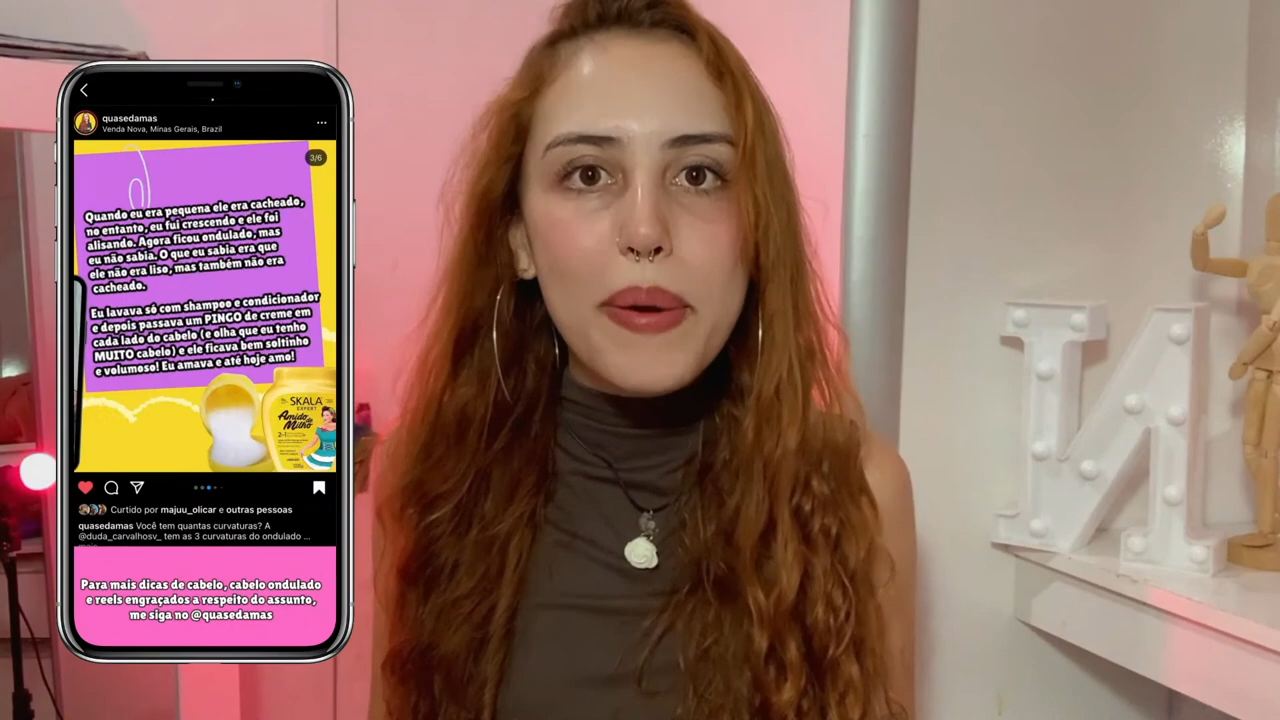 quasedamas
Venda Nova, Minas Gerais, Brazil
3/6
Quando eu era pequena ele era cacheado,
no entanto, eu fui crescendo e ele foi
alisando. Agora ficou ondulado, mas
eu não sabia. O que eu sabia era que
ele não era liso, mas também não era
cacheado.
Eu lavava só com shampoo e condicionador
e depois passava um PINGO de creme em
cada lado do cabelo (e olha que eu tenho
MUITO cabelo) e ele ficava bem soltinho
e volumoso! Eu amava e até hoje amo!
SKALA
EXPERT
Amido de
Milho
2 em 1
Curtido por majuu_olicar e outras pessoas
quasedamas Você tem quantas curvaturas? A
@duda_carvalhosv_ tem as 3 curvaturas do ondulado ...
Para mais dicas de cabelo, cabelo ondulado
e reels engraçados a respeito do assunto,
me siga no @quasedamas